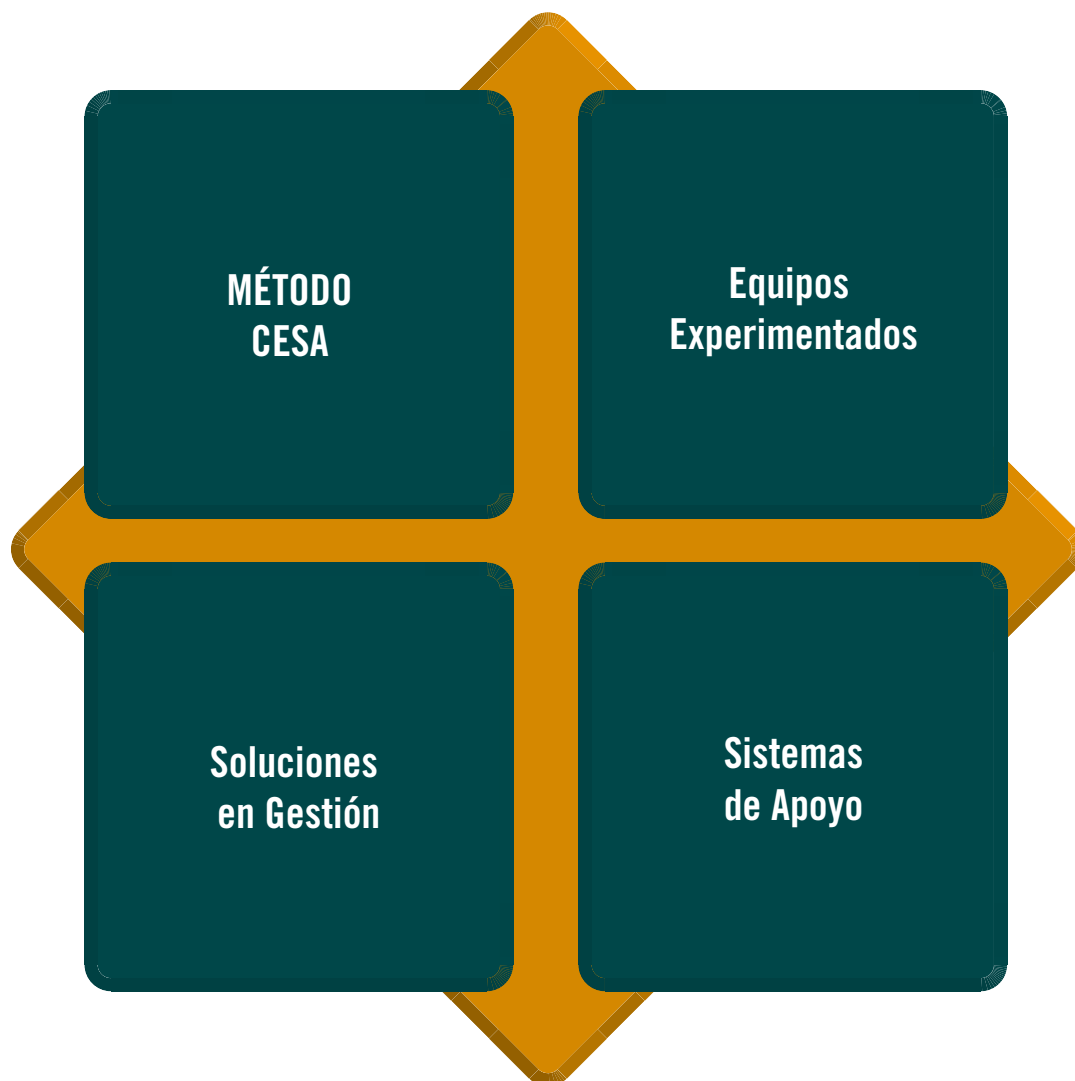 MÉTODO
CESA
Equipos
Experimentados
Soluciones
en Gestión
Sistemas
de Apoyo